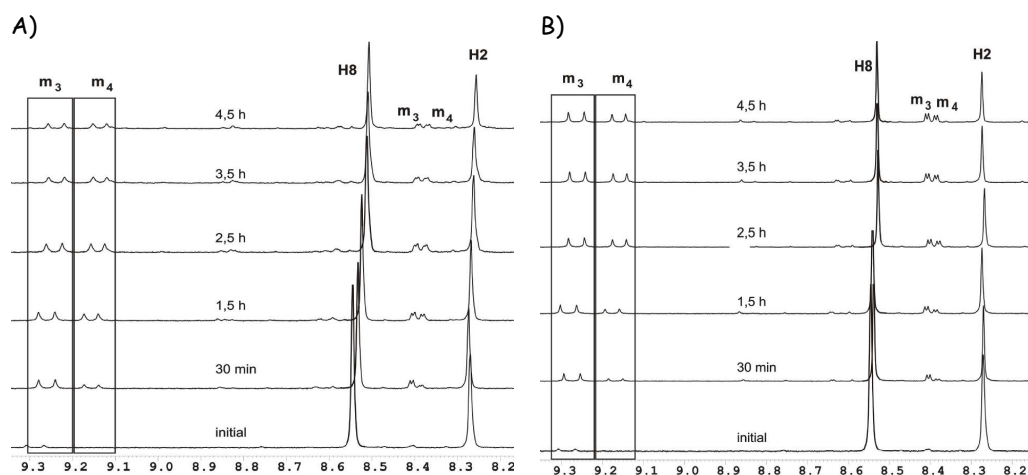 A)
H8
H2
m3
m4
4,5 h
m3
m4
3,5 h
2,5 h
1,5 h
30 min
initial
9.3 9.2 9.1 9.0 8.9 8.8 8.7 8.6 8.5 8.4 8.3 8.2
B)
H8
H2
m3
m4
4,5 h
m3
m4
3,5 h
2,5 h
1,5 h
30 min
initial
9.3 9.2 9.1 9.0 8.9 8.8 8.7 8.6 8.5 8.4 8.3 8.2